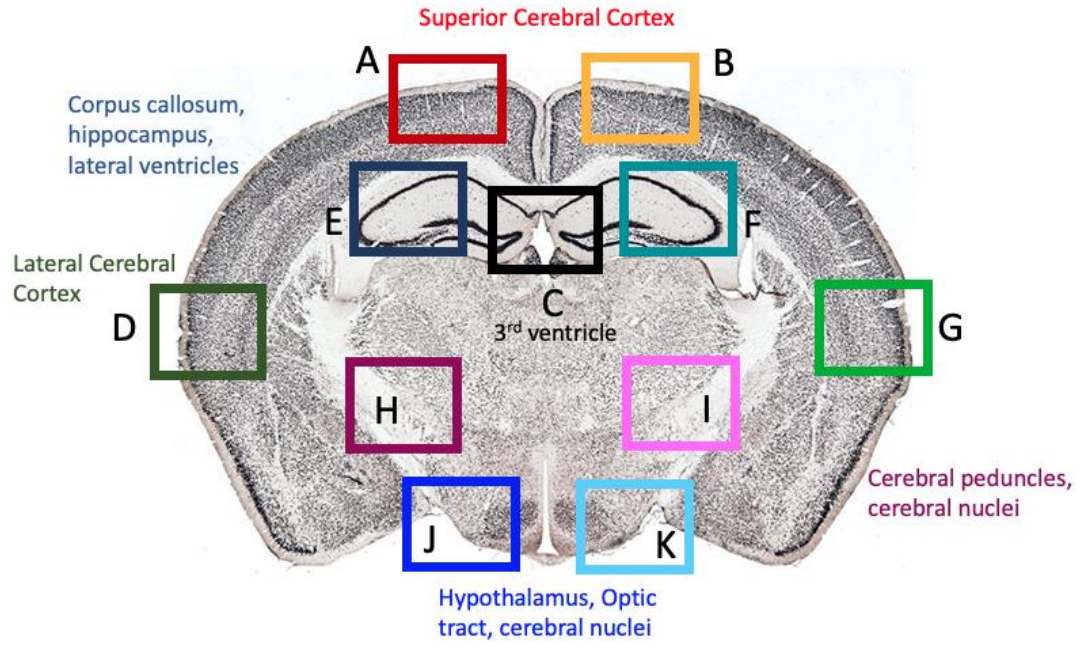 Superior Cerebral Cortex
A
B
Corpus callosum,
hippocampus,
lateral ventricles
E
F
Lateral Cerebral
Cortex
C
3rd ventricle
D
G
H
I
Cerebral peduncles,
cerebral nuclei
J
K
Hypothalamus, Optic
tract, cerebral nuclei